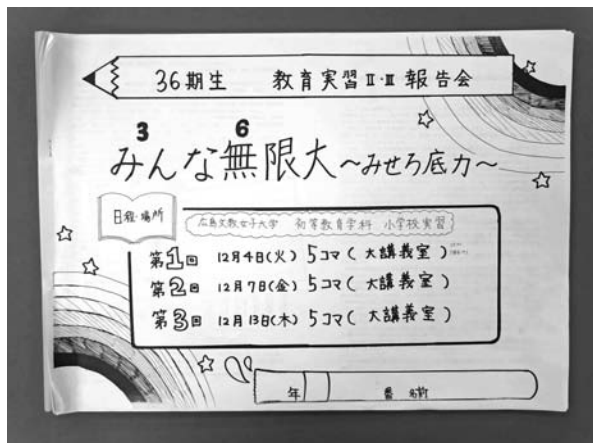 36期生 教育実習Ⅱ・Ⅲ 報告会
3 6
みんな無限大～みせろ底力～
日程・場所
広島文教女子大学 初等教育学科 小学校実習
第1回 12月4日(火) 5コマ( 大講義室 )
第2回 12月7日(金) 5コマ( 大講義室 )
第3回 12月13日(木) 5コマ( 大講義室 )
年 番 名前